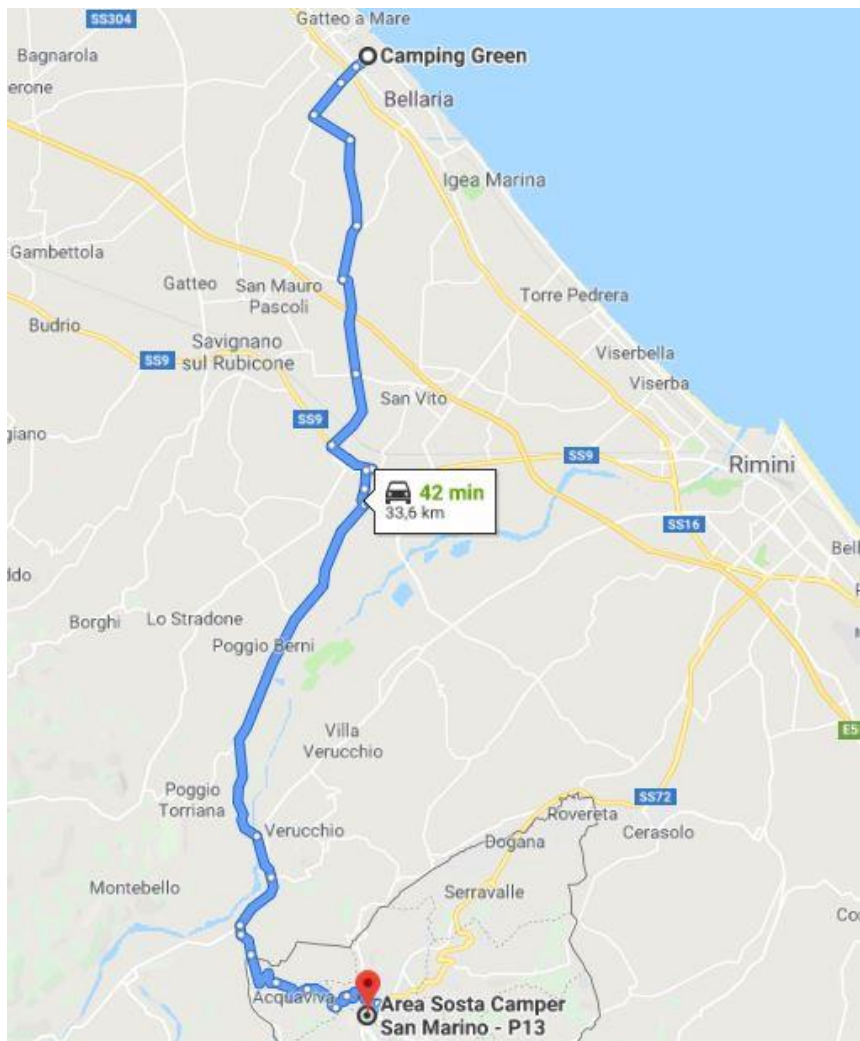 SS304
Gatteo a Mare
Bagnarola
erone
Camping Green
Bellaria
Igea Marina
Gambettola
Gatteo
San Mauro
Pascoli
Torre Pedrera
Budrio
Savignano
sul Rubicone
SS9
Viserbella
Viserba
San Vito
SS9
giano
SS9
Rimini
42 min
33,6 km
SS16
Bell
ddo
Borghi
Lo Stradone
Poggio Berni
Villa
Verucchio
E5
Poggio
Torriana
SS72
Rovereta
Verucchio
Dogana
Cerasolo
Montebello
Serravalle
Co
Acquaviva
Area Sosta Camper
San Marino - P13